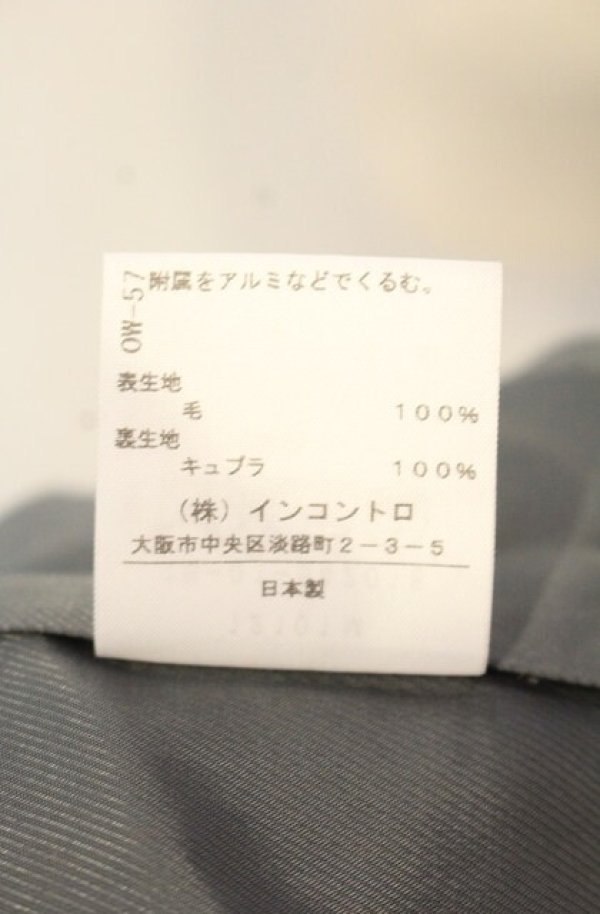 附属をアルミなどでくるむ。
OW-57
表生地
毛 100%
裏生地
キュプラ 100%
(株)インコントロ
大阪市中央区淡路町2-3-5
日本製